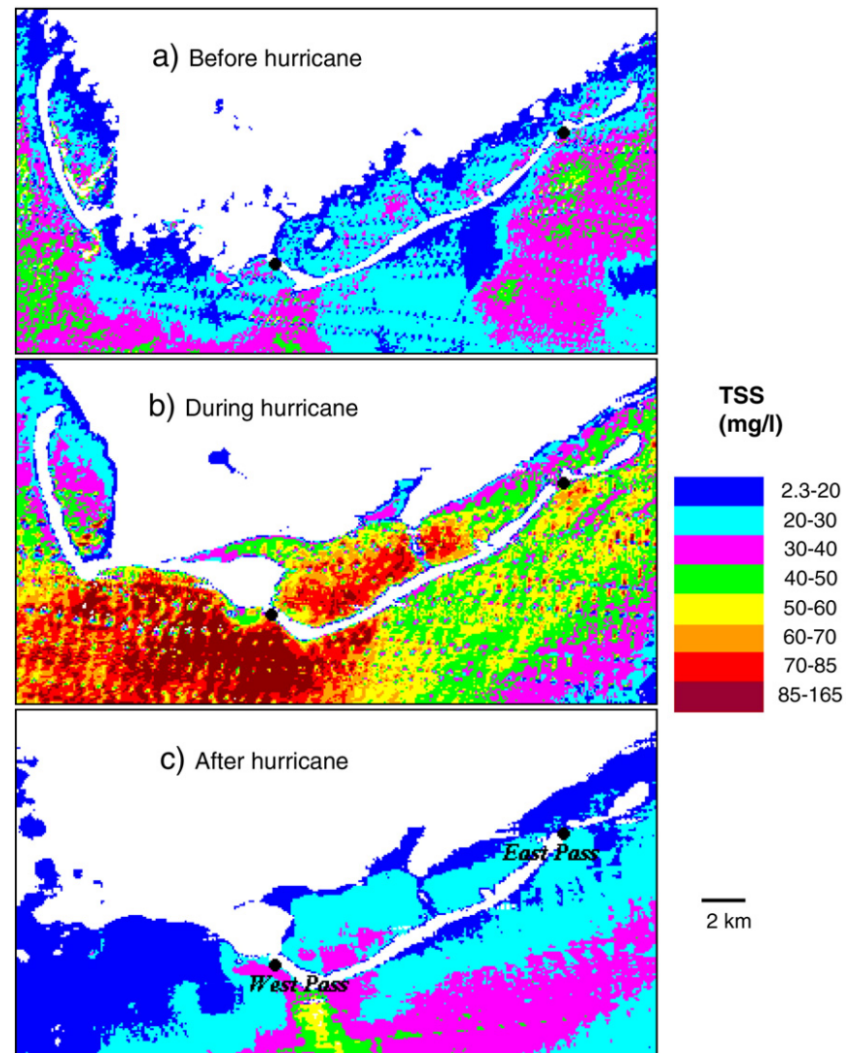 a) Before hurricane
b) During hurricane
TSS
(mg/l)
2.3-20
20-30
30-40
40-50
50-60
60-70
70-85
85-165
c) After hurricane
East Pass
2 km
West Pass